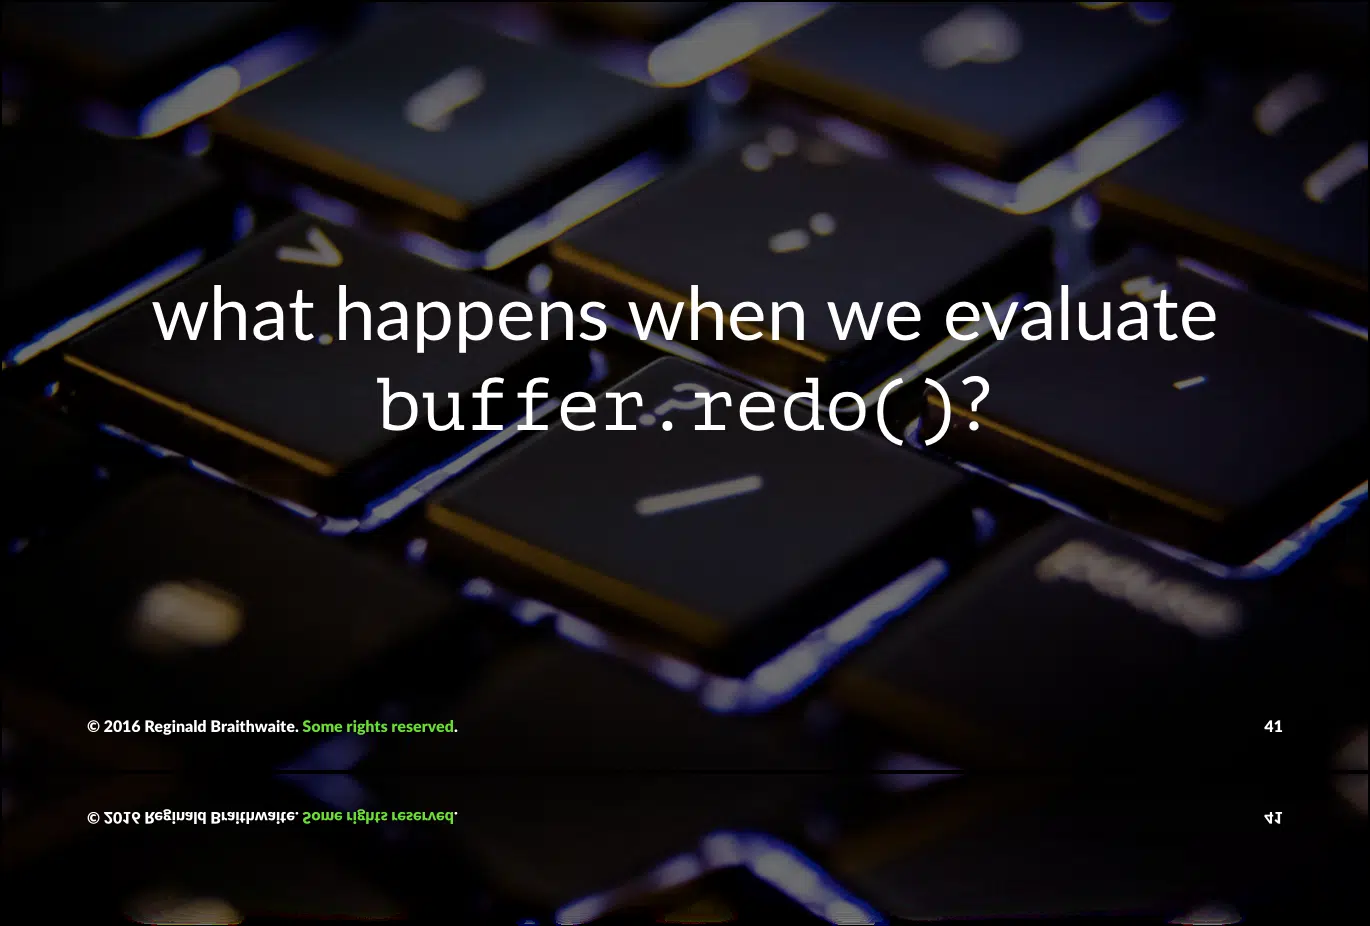 what happens when we evaluate
buffer.redo()?
© 2016 Reginald Braithwaite. Some rights reserved.
41
© 2016 Reginald Braithwaite. Some rights reserved.
41